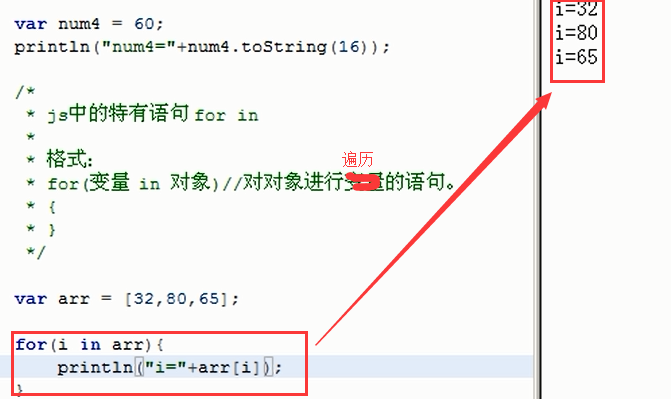 var num4 = 60;
println("num4="+num4.toString(16));
/*
* js中的特有语句 for in
*
* 格式:
遍历
* for(变量 in 对象)//对对象进行变量的语句。
* {
* }
*/
var arr = [32,80,65];
for(i in arr){
println("i="+arr[i]);
}
i=32
i=80
i=65